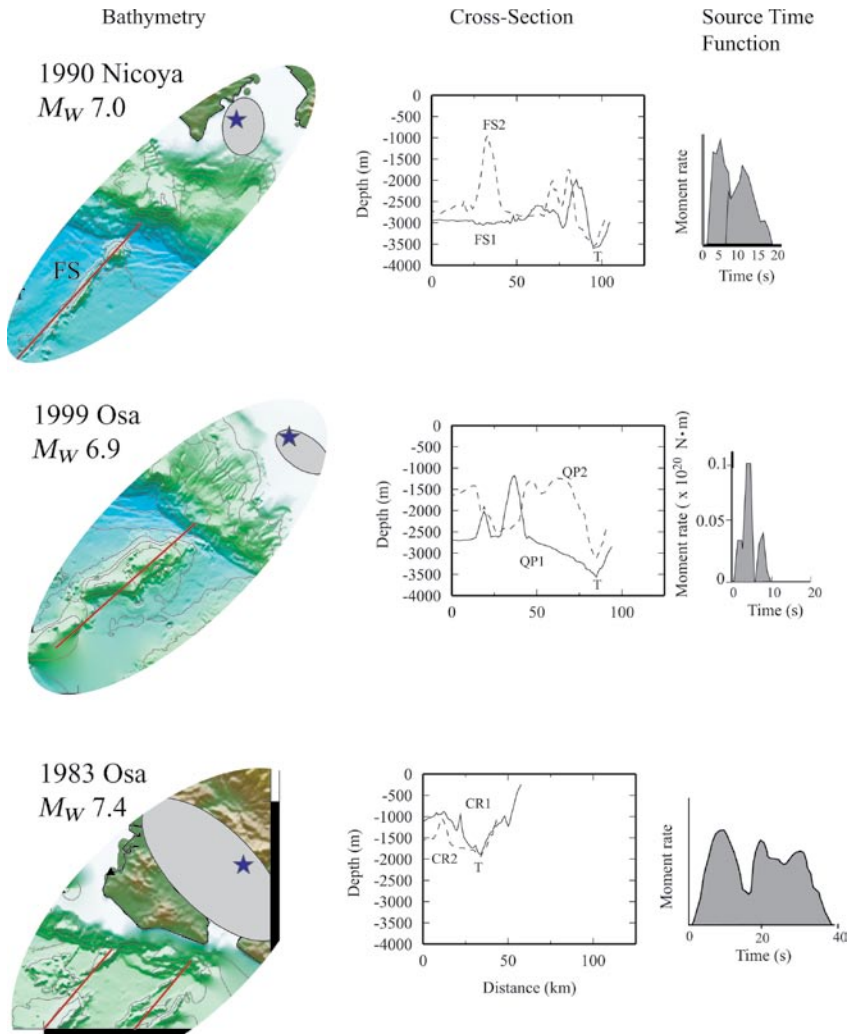 Bathymetry
Cross-Section
Source Time
Function
1990 Nicoya
M_W 7.0
FS
0
-500
-1000
-1500
-2000
-2500
-3000
-3500
-4000
Depth (m)
FS2
FS1
T
0 50 100
Moment rate
0 5 10 15 20
Time (s)
1999 Osa
M_W 6.9
0
-500
-1000
-1500
-2000
-2500
-3000
-3500
-4000
Depth (m)
QP2
QP1
T
0 50 100
Moment rate ( x 10^20 N·m)
0.1
0.05
0
0 10 20
Time (s)
1983 Osa
M_W 7.4
0
-500
-1000
-1500
-2000
-2500
-3000
-3500
-4000
Depth (m)
CR1
CR2
T
0 50 100
Distance (km)
Moment rate
0 20 40
Time (s)